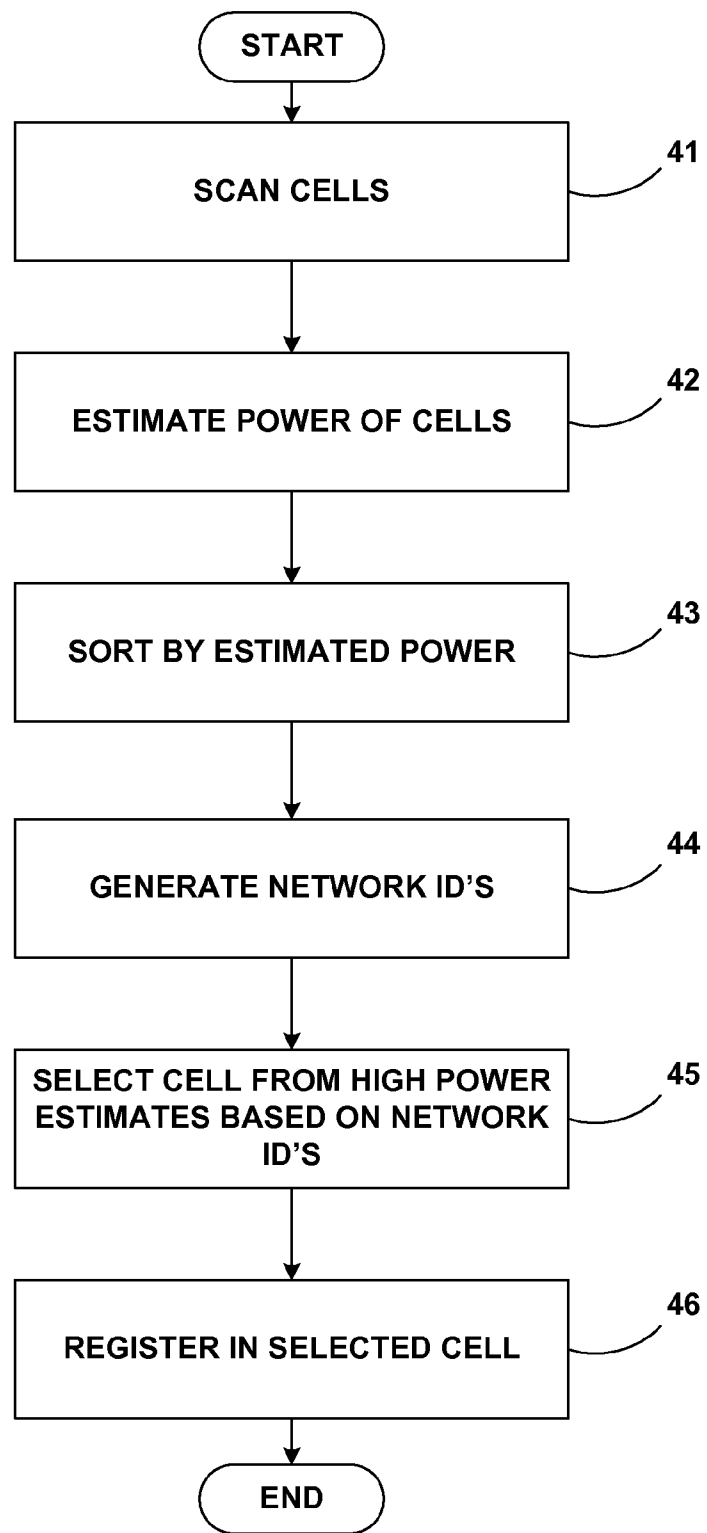 START
41
SCAN CELLS
42
ESTIMATE POWER OF CELLS
43
SORT BY ESTIMATED POWER
44
GENERATE NETWORK ID'S
45
SELECT CELL FROM HIGH POWER
ESTIMATES BASED ON NETWORK
ID'S
46
REGISTER IN SELECTED CELL
END